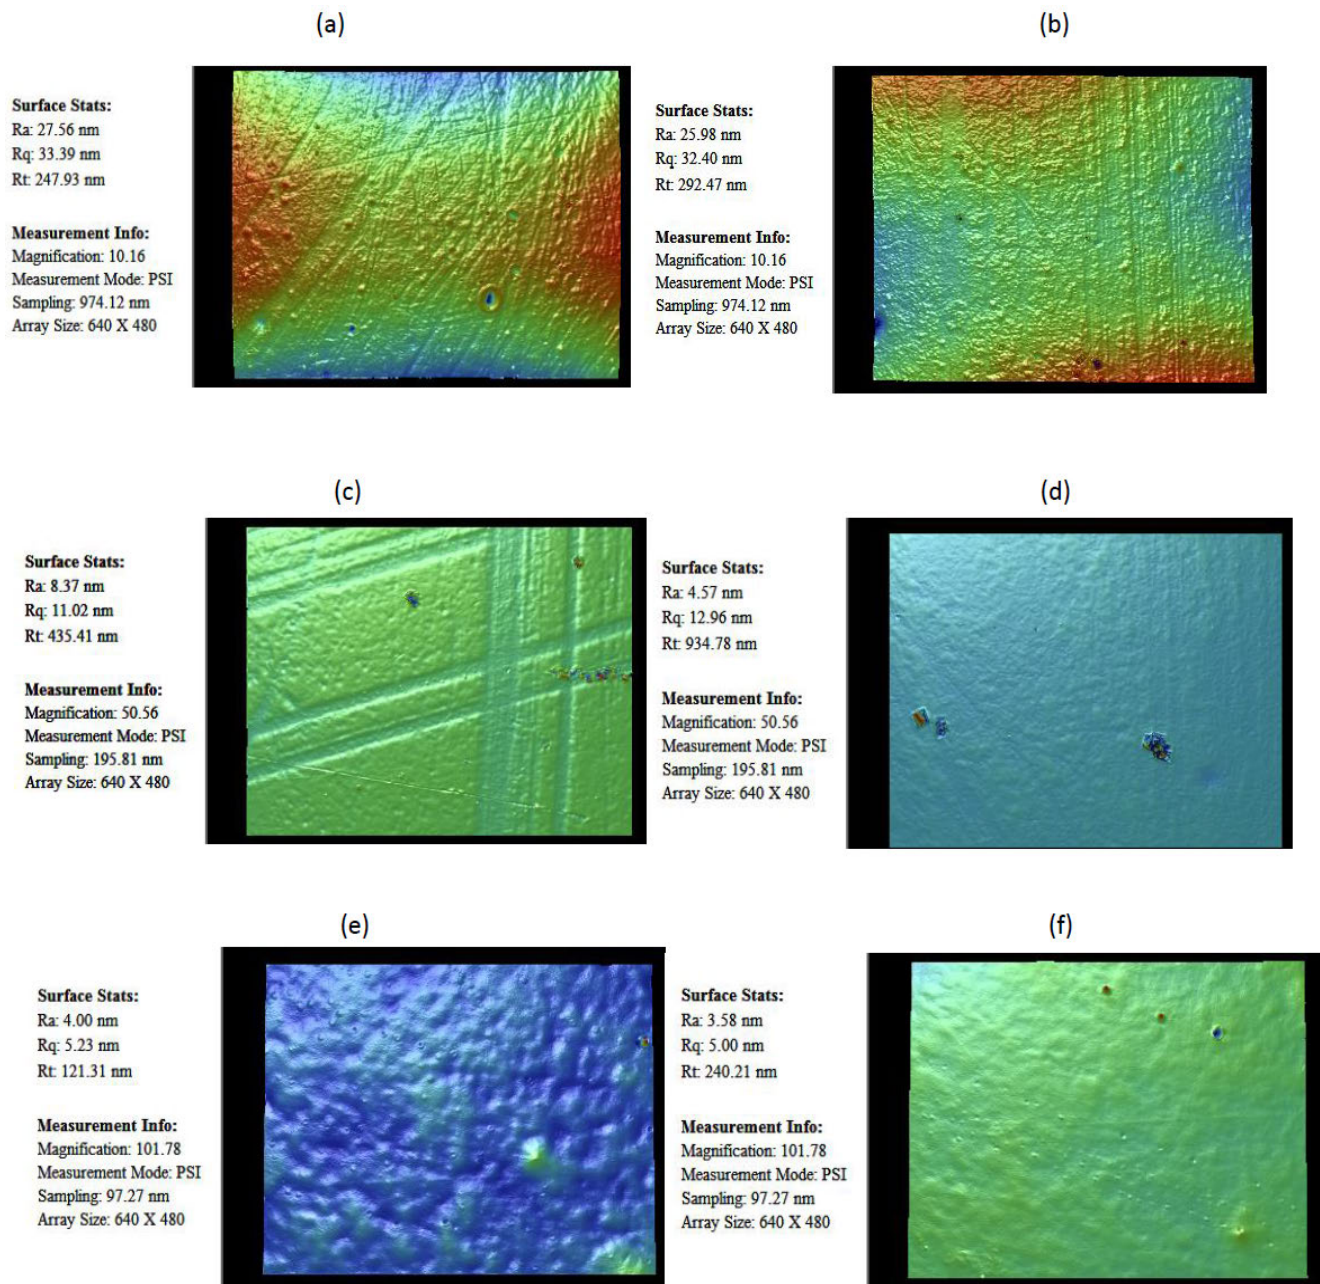 (a)
Surface Stats:
Ra: 27.56 nm
Rq: 33.39 nm
Rt: 247.93 nm
Measurement Info:
Magnification: 10.16
Measurement Mode: PSI
Sampling: 974.12 nm
Array Size: 640 X 480
(b)
Surface Stats:
Ra: 25.98 nm
Rq: 32.40 nm
Rt: 292.47 nm
Measurement Info:
Magnification: 10.16
Measurement Mode: PSI
Sampling: 974.12 nm
Array Size: 640 X 480
(c)
Surface Stats:
Ra: 8.37 nm
Rq: 11.02 nm
Rt: 435.41 nm
Measurement Info:
Magnification: 50.56
Measurement Mode: PSI
Sampling: 195.81 nm
Array Size: 640 X 480
(d)
Surface Stats:
Ra: 4.57 nm
Rq: 12.96 nm
Rt: 934.78 nm
Measurement Info:
Magnification: 50.56
Measurement Mode: PSI
Sampling: 195.81 nm
Array Size: 640 X 480
(e)
Surface Stats:
Ra: 4.00 nm
Rq: 5.23 nm
Rt: 121.31 nm
Measurement Info:
Magnification: 101.78
Measurement Mode: PSI
Sampling: 97.27 nm
Array Size: 640 X 480
(f)
Surface Stats:
Ra: 3.58 nm
Rq: 5.00 nm
Rt: 240.21 nm
Measurement Info:
Magnification: 101.78
Measurement Mode: PSI
Sampling: 97.27 nm
Array Size: 640 X 480